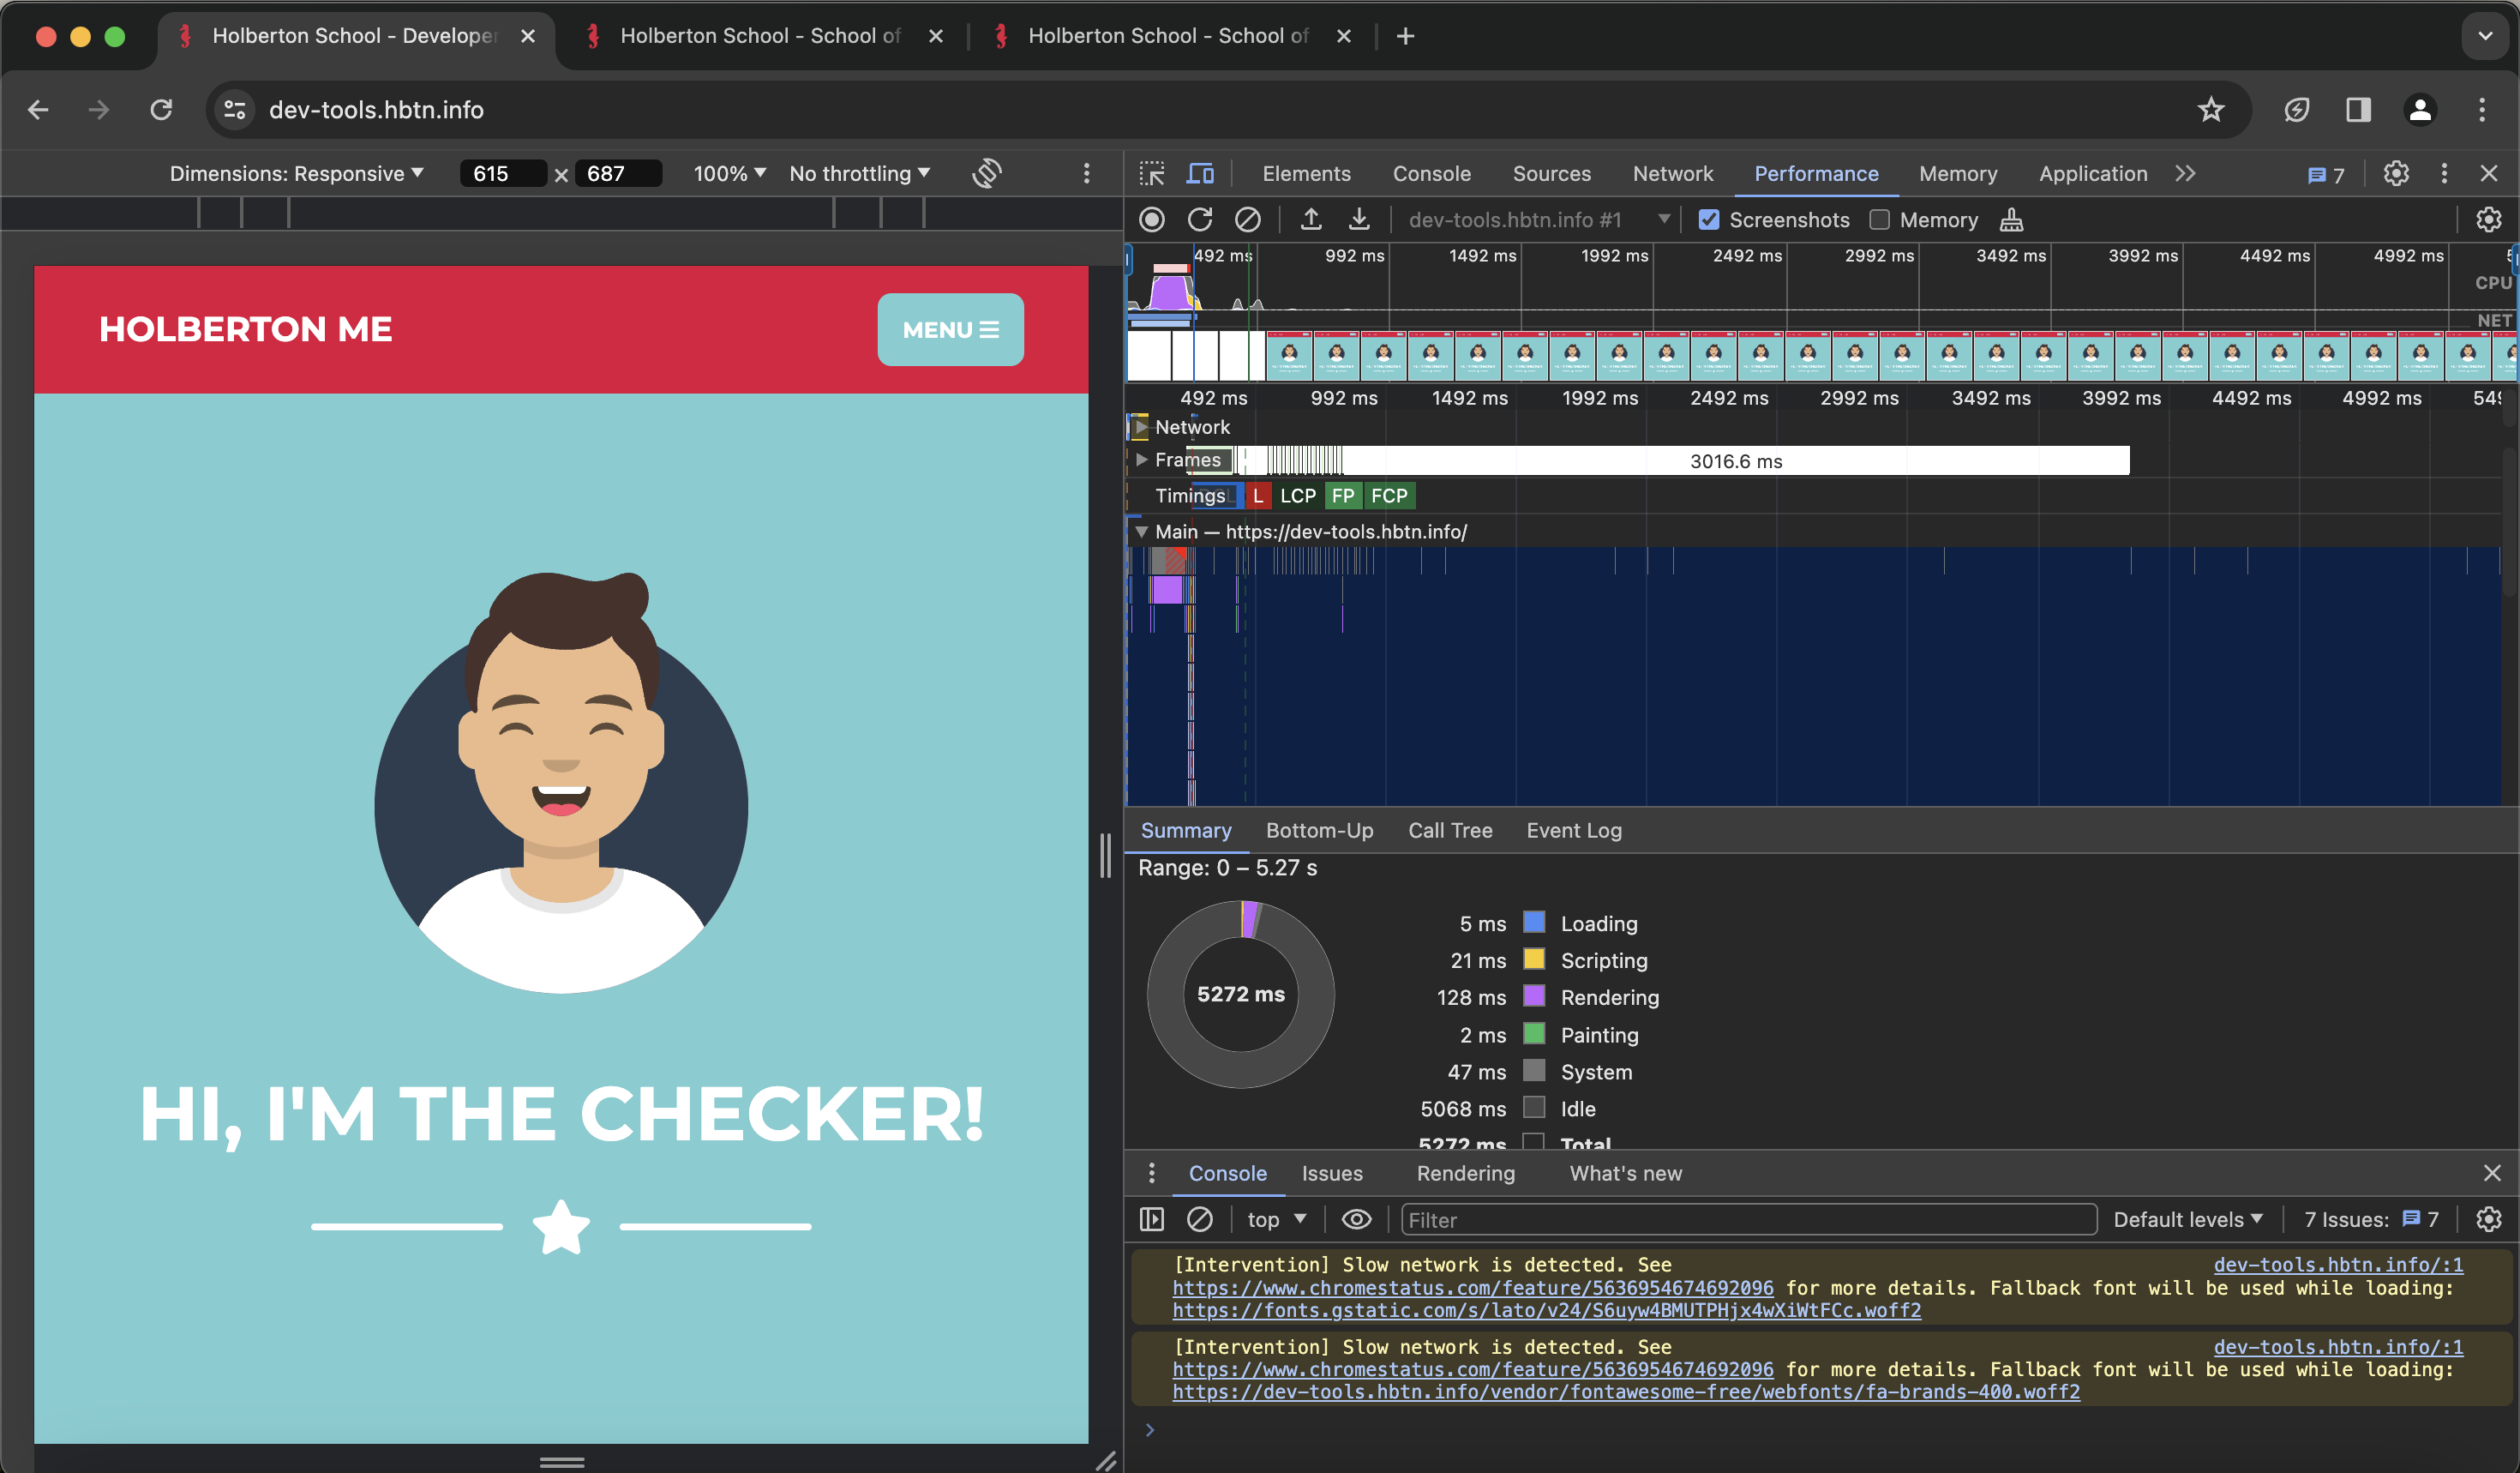 Holberton School - Developer
Holberton School - School of
Holberton School - School of
dev-tools.hbtn.info
Dimensions: Responsive
615 × 687
100%
No throttling
Elements Console Sources Network Performance Memory Application
7
dev-tools.hbtn.info #1
Screenshots
Memory
492 ms 992 ms 1492 ms 1992 ms 2492 ms 2992 ms 3492 ms 3992 ms 4492 ms 4992 ms
CPU
NET
492 ms 992 ms 1492 ms 1992 ms 2492 ms 2992 ms 3492 ms 3992 ms 4492 ms 4992 ms 549
Network
Frames
3016.6 ms
Timings L LCP FP FCP
Main — https://dev-tools.hbtn.info/
Summary Bottom-Up Call Tree Event Log
Range: 0 – 5.27 s
5272 ms
5 ms Loading
21 ms Scripting
128 ms Rendering
2 ms Painting
47 ms System
5068 ms Idle
5272 ms Total
Console Issues Rendering What's new
top
Filter
Default levels
7 Issues: 7
[Intervention] Slow network is detected. See dev-tools.hbtn.info/:1
https://www.chromestatus.com/feature/5636954674692096 for more details. Fallback font will be used while loading:
https://fonts.gstatic.com/s/lato/v24/S6uyw4BMUTPHjx4wXiWtFCc.woff2
[Intervention] Slow network is detected. See dev-tools.hbtn.info/:1
https://www.chromestatus.com/feature/5636954674692096 for more details. Fallback font will be used while loading:
https://dev-tools.hbtn.info/vendor/fontawesome-free/webfonts/fa-brands-400.woff2
HOLBERTON ME
MENU
HI, I'M THE CHECKER!